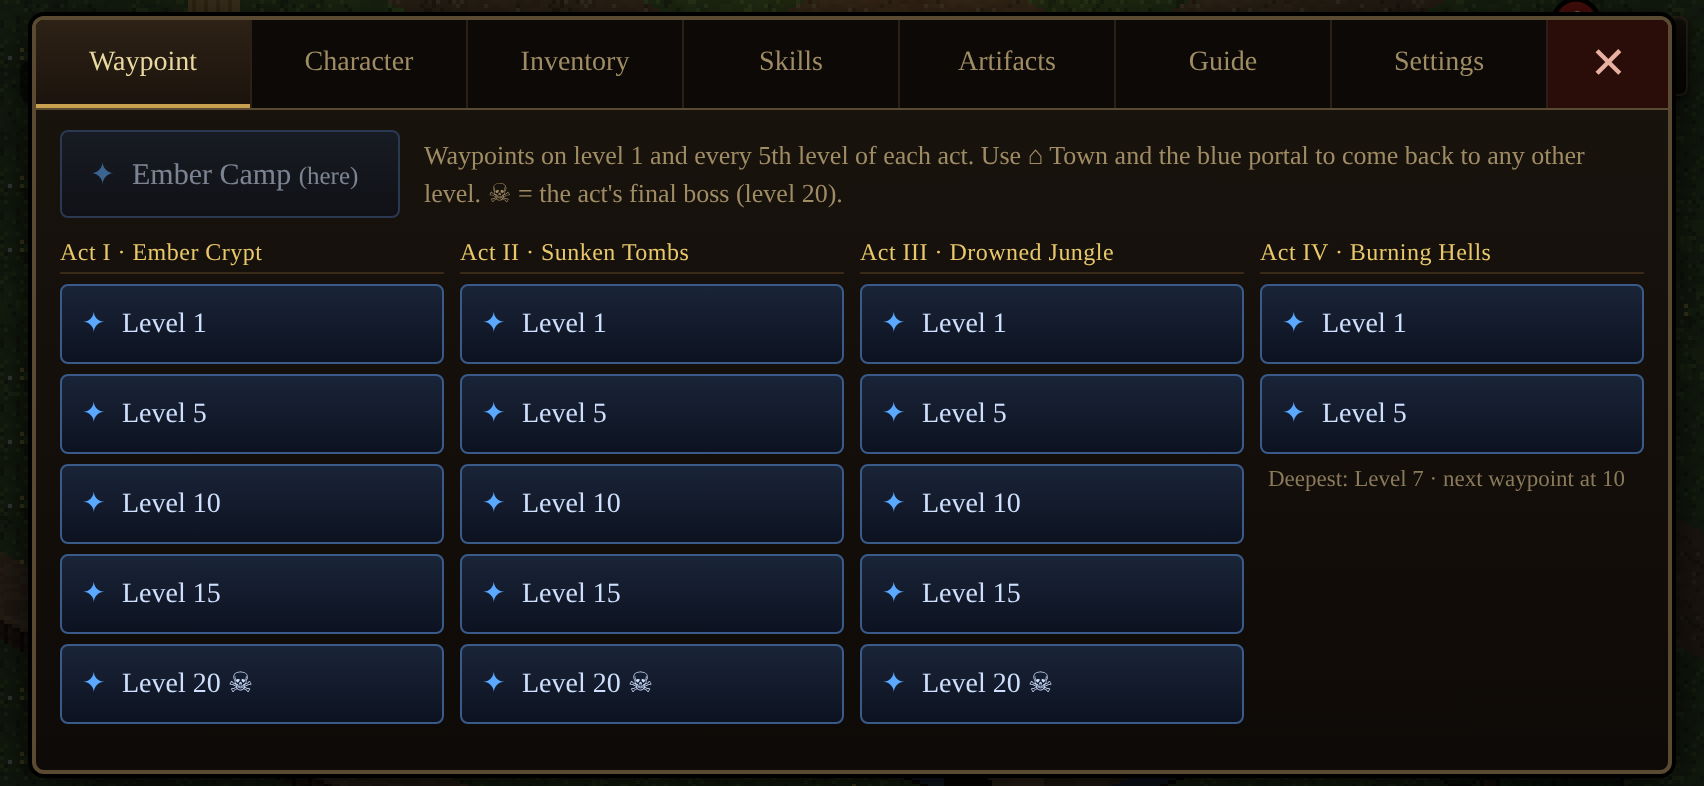 Waypoint
Character
Inventory
Skills
Artifacts
Guide
Settings
✕
✦ Ember Camp (here)
Waypoints on level 1 and every 5th level of each act. Use ⌂ Town and the blue portal to come back to any other
level. ☠ = the act's final boss (level 20).
Act I · Ember Crypt
✦ Level 1
✦ Level 5
✦ Level 10
✦ Level 15
✦ Level 20 ☠
Act II · Sunken Tombs
✦ Level 1
✦ Level 5
✦ Level 10
✦ Level 15
✦ Level 20 ☠
Act III · Drowned Jungle
✦ Level 1
✦ Level 5
✦ Level 10
✦ Level 15
✦ Level 20 ☠
Act IV · Burning Hells
✦ Level 1
✦ Level 5
Deepest: Level 7 · next waypoint at 10